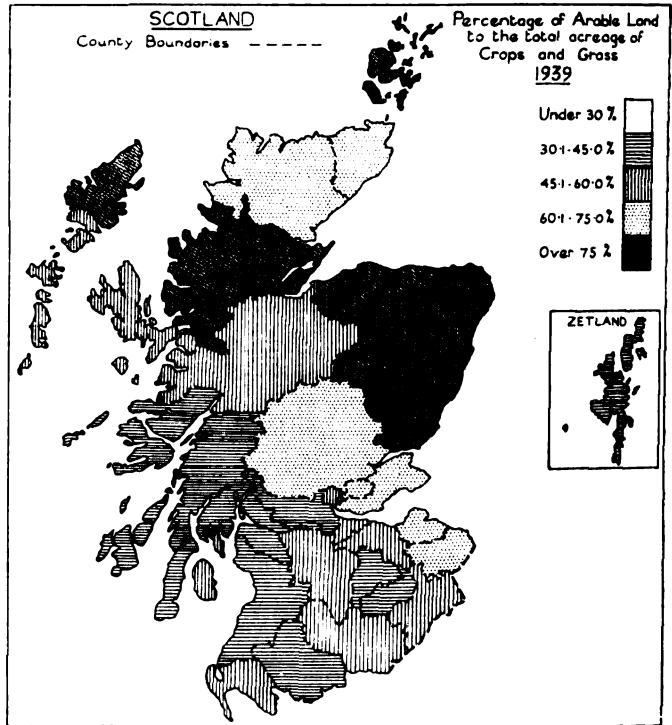 SCOTLAND
County Boundaries -----
Percentage of Arable Land
to the total acreage of
Crops and Grass
1939
Under 30%
30·1-45·0%
45·1-60·0%
60·1-75·0%
Over 75%
ZETLAND